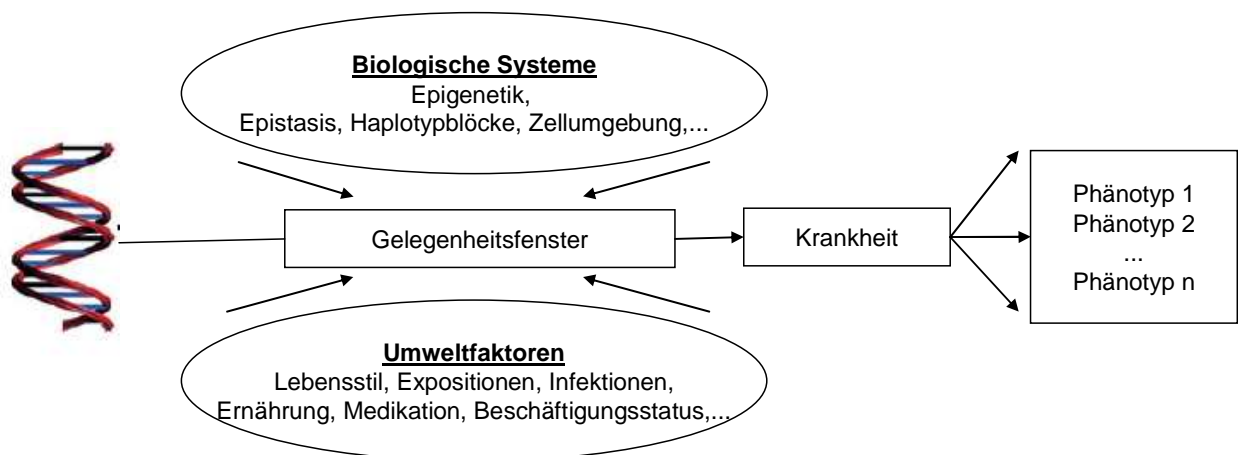 Biologische Systeme
Epigenetik,
Epistasis, Haplotypblöcke, Zellumgebung,...
Gelegenheitsfenster
Krankheit
Phänotyp 1
Phänotyp 2
...
Phänotyp n
Umweltfaktoren
Lebensstil, Expositionen, Infektionen,
Ernährung, Medikation, Beschäftigungsstatus,...